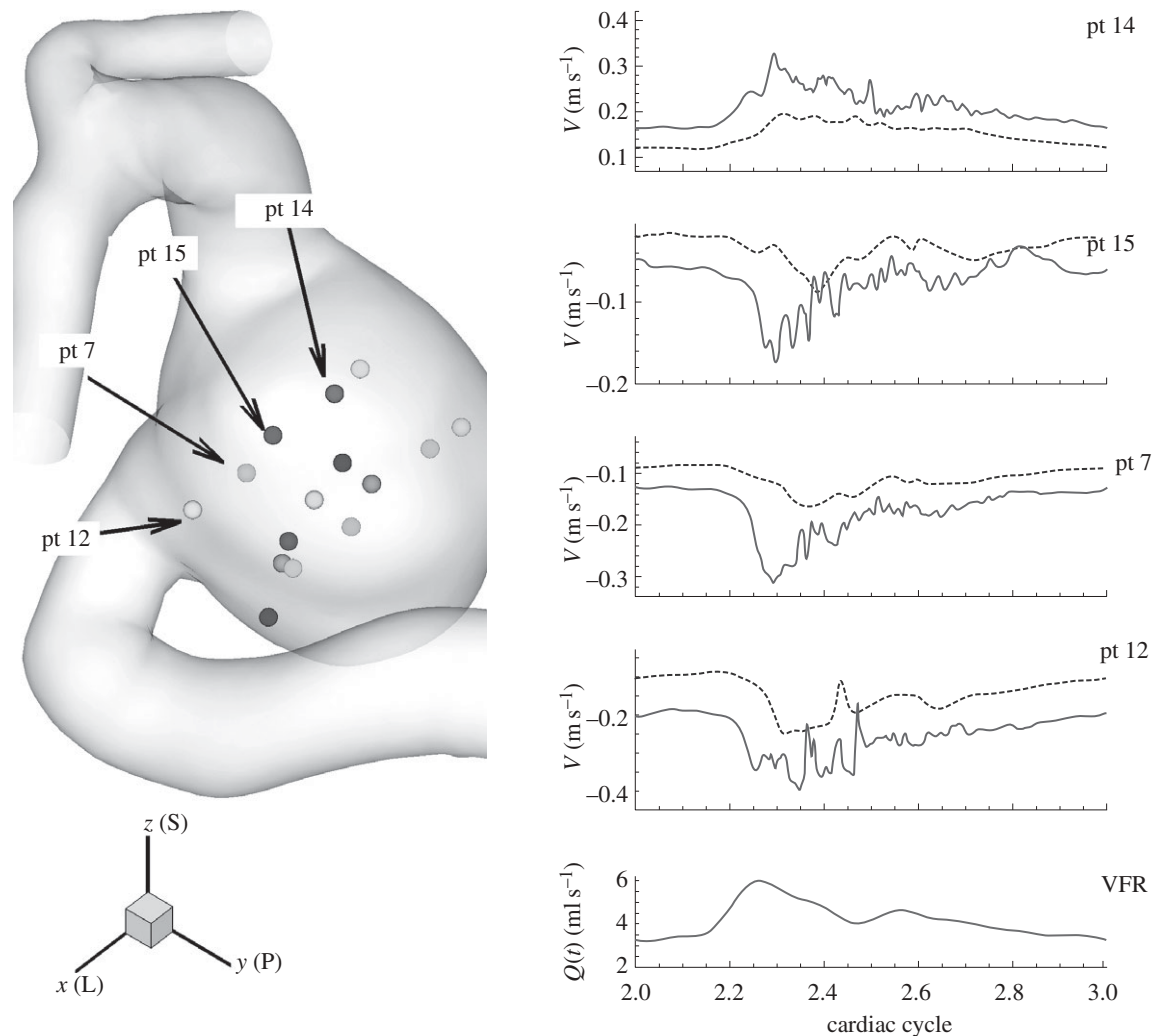 pt 14
pt 15
pt 7
pt 12
z (S)
x (L)
y (P)
pt 14
V (m s⁻¹)
0.4
0.3
0.2
0.1
pt 15
V (m s⁻¹)
–0.1
–0.2
pt 7
V (m s⁻¹)
–0.1
–0.2
–0.3
pt 12
V (m s⁻¹)
–0.2
–0.4
VFR
Q(t) (ml s⁻¹)
6
4
2
2.0 2.2 2.4 2.6 2.8 3.0
cardiac cycle